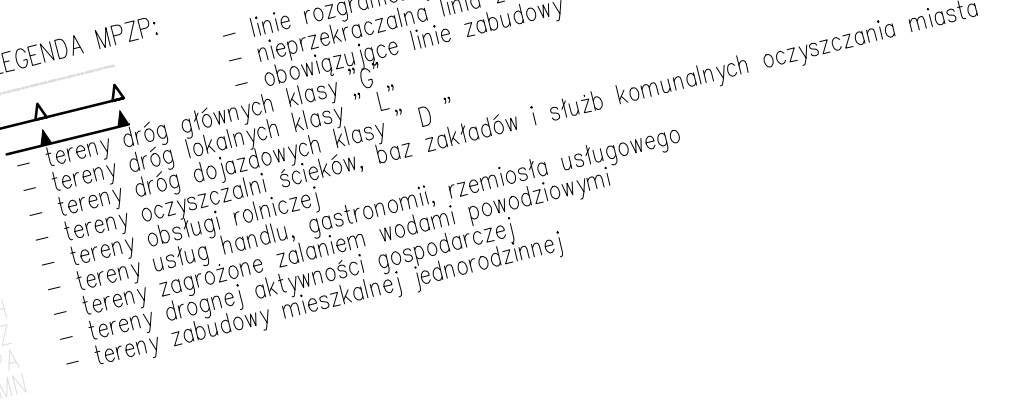 LEGENDA MPZP:
– linie
– nieprzekraczalna linia
– obowiązujące linie zabudowy
– tereny dróg głównych klasy „G”
– tereny dróg lokalnych klasy „ L”
– tereny dróg dojazdowych klasy ” D ”
– tereny oczyszczalni ścieków, baz zakładów i służb komunalnych oczyszczania miasta
– tereny obsługi rolniczej
– tereny usług handlu, gastronomii, rzemiosła usługowego
– tereny zagrożone zalaniem wodami powodziowymi
– tereny drognej aktywności gospodarczej
– tereny zabudowy mieszkalnej jednorodzinnej
MN